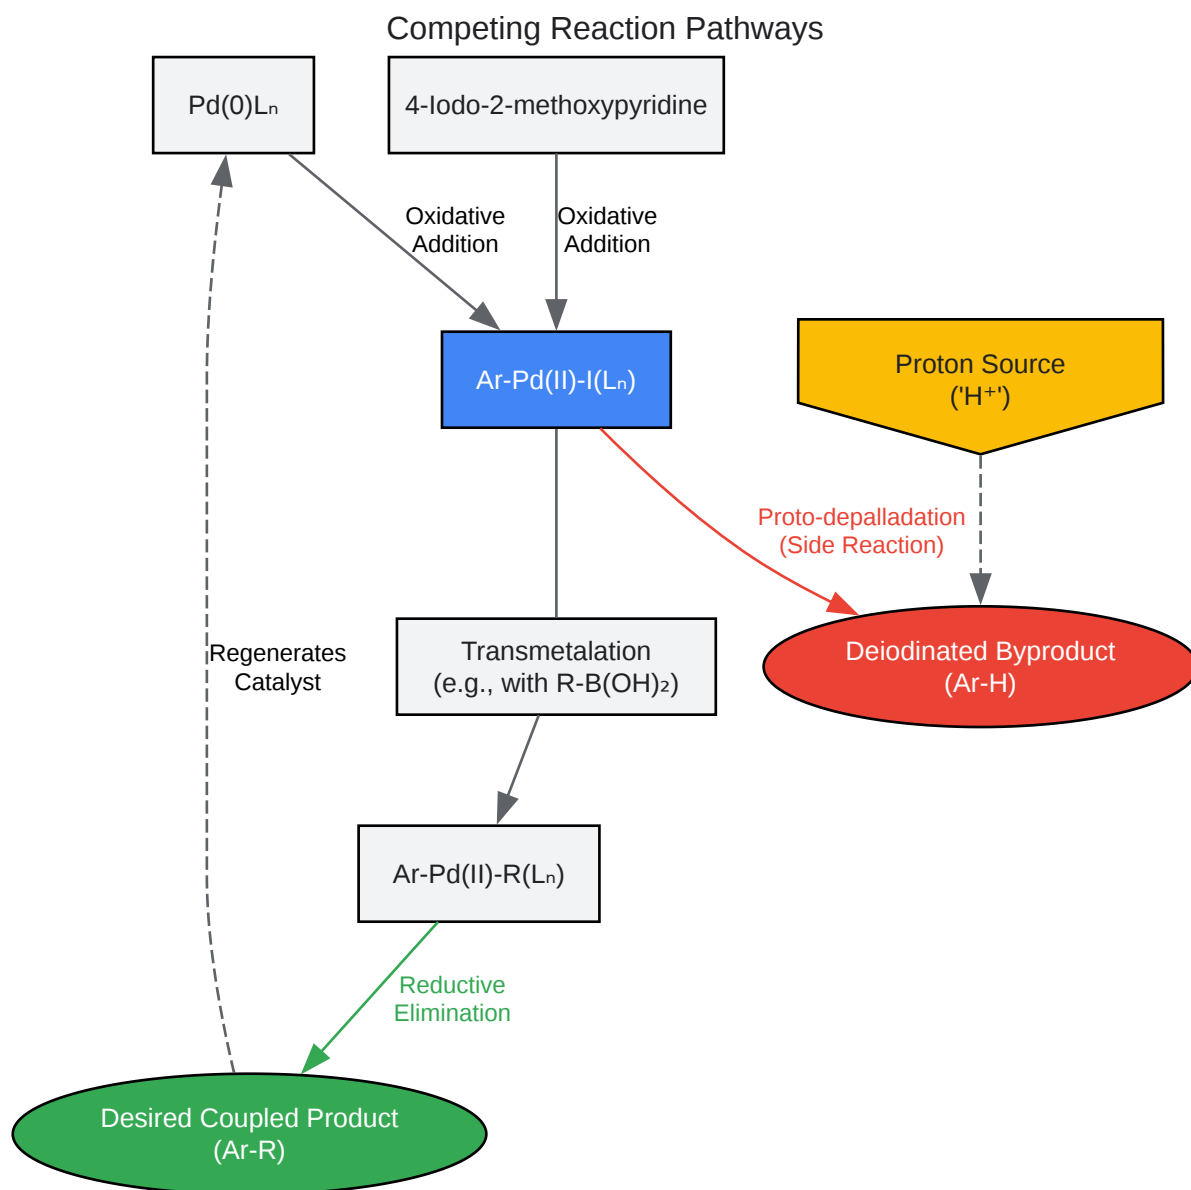 Competing Reaction Pathways
Pd(0)Lₙ
4-Iodo-2-methoxypyridine
Oxidative
Addition
Oxidative
Addition
Ar-Pd(II)-I(Lₙ)
Proton Source
('H⁺')
Proto-depalladation
(Side Reaction)
Regenerates
Catalyst
Transmetalation
(e.g., with R-B(OH)₂)
Deiodinated Byproduct
(Ar-H)
Ar-Pd(II)-R(Lₙ)
Reductive
Elimination
Desired Coupled Product
(Ar-R)